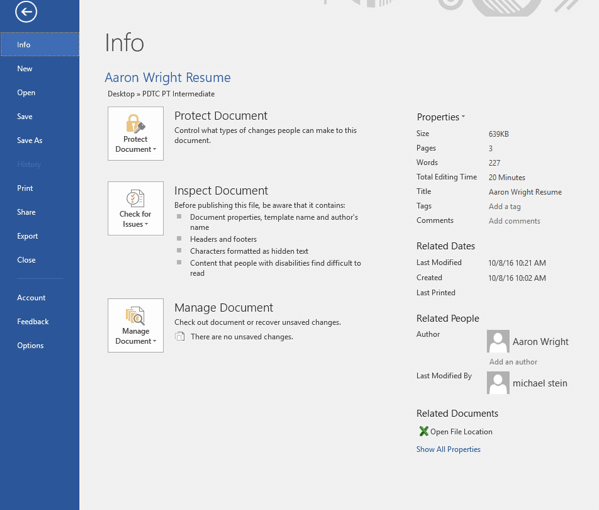 Info
New
Open
Save
Save As
History
Print
Share
Export
Close
Account
Feedback
Options
Info
Aaron Wright Resume
Desktop » PDTC PT Intermediate
Protect
Document
Protect Document
Control what types of changes people can make to this
document.
Check for
Issues
Inspect Document
Before publishing this file, be aware that it contains:
Document properties, template name and author's
name
Headers and footers
Characters formatted as hidden text
Content that people with disabilities find difficult to
read
Manage
Document
Manage Document
Check out document or recover unsaved changes.
There are no unsaved changes.
Properties
Size 639KB
Pages 3
Words 227
Total Editing Time 20 Minutes
Title Aaron Wright Resume
Tags Add a tag
Comments Add comments
Related Dates
Last Modified 10/8/16 10:21 AM
Created 10/8/16 10:02 AM
Last Printed
Related People
Author Aaron Wright
Add an author
Last Modified By michael stein
Related Documents
Open File Location
Show All Properties